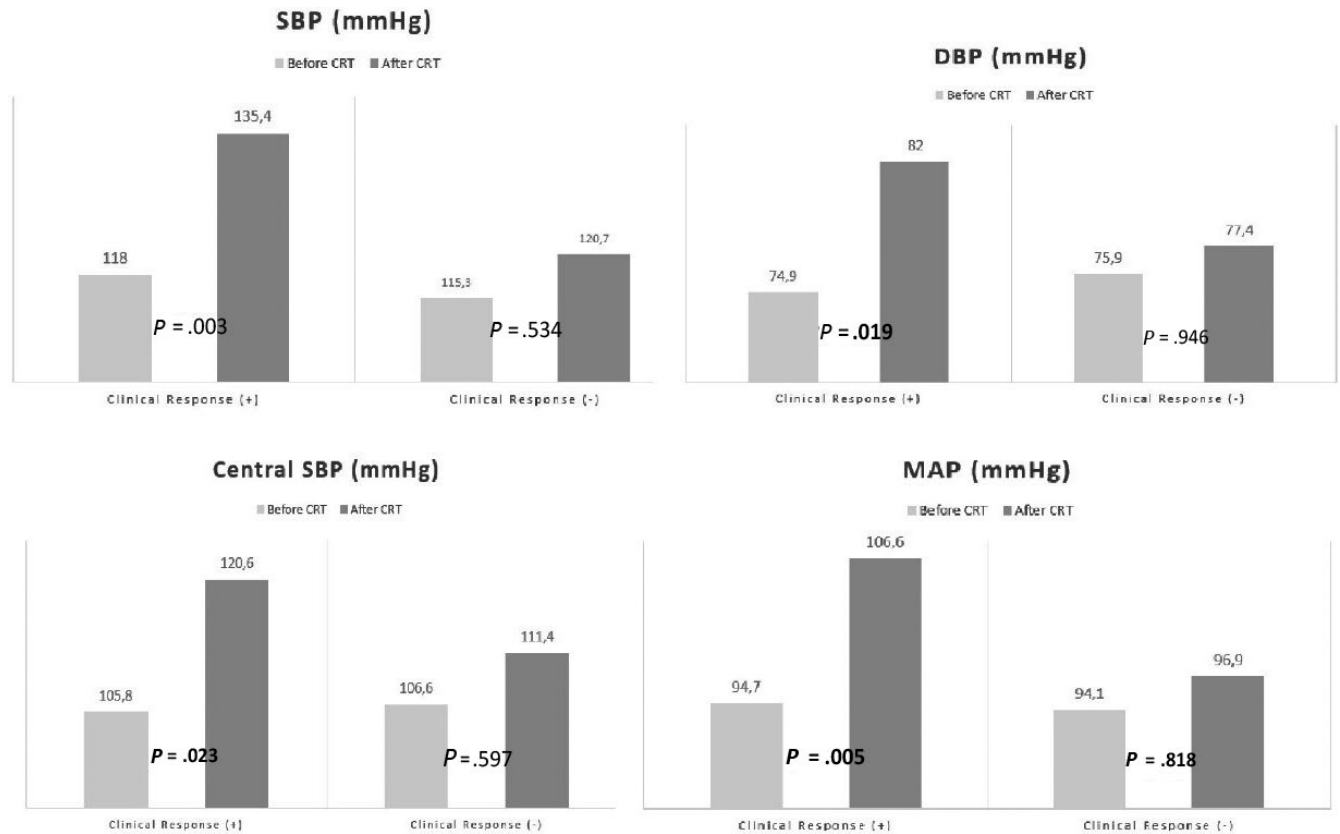 SBP (mmHg)
Before CRT After CRT
135,4
118
120,7
115,3
P = .003
P = .534
Clinical Response (+) Clinical Response (-)
DBP (mmHg)
Before CRT After CRT
82
77,4
74,9
75,9
P = .019
P = .946
Clinical Response (+) Clinical Response (-)
Central SBP (mmHg)
Before CRT After CRT
120,6
111,4
105,8
106,6
P = .023
P = .597
Clinical Response (+) Clinical Response (-)
MAP (mmHg)
Before CRT After CRT
106,6
96,9
94,7
94,1
P = .005
P = .818
Clinical Response (+) Clinical Response (-)